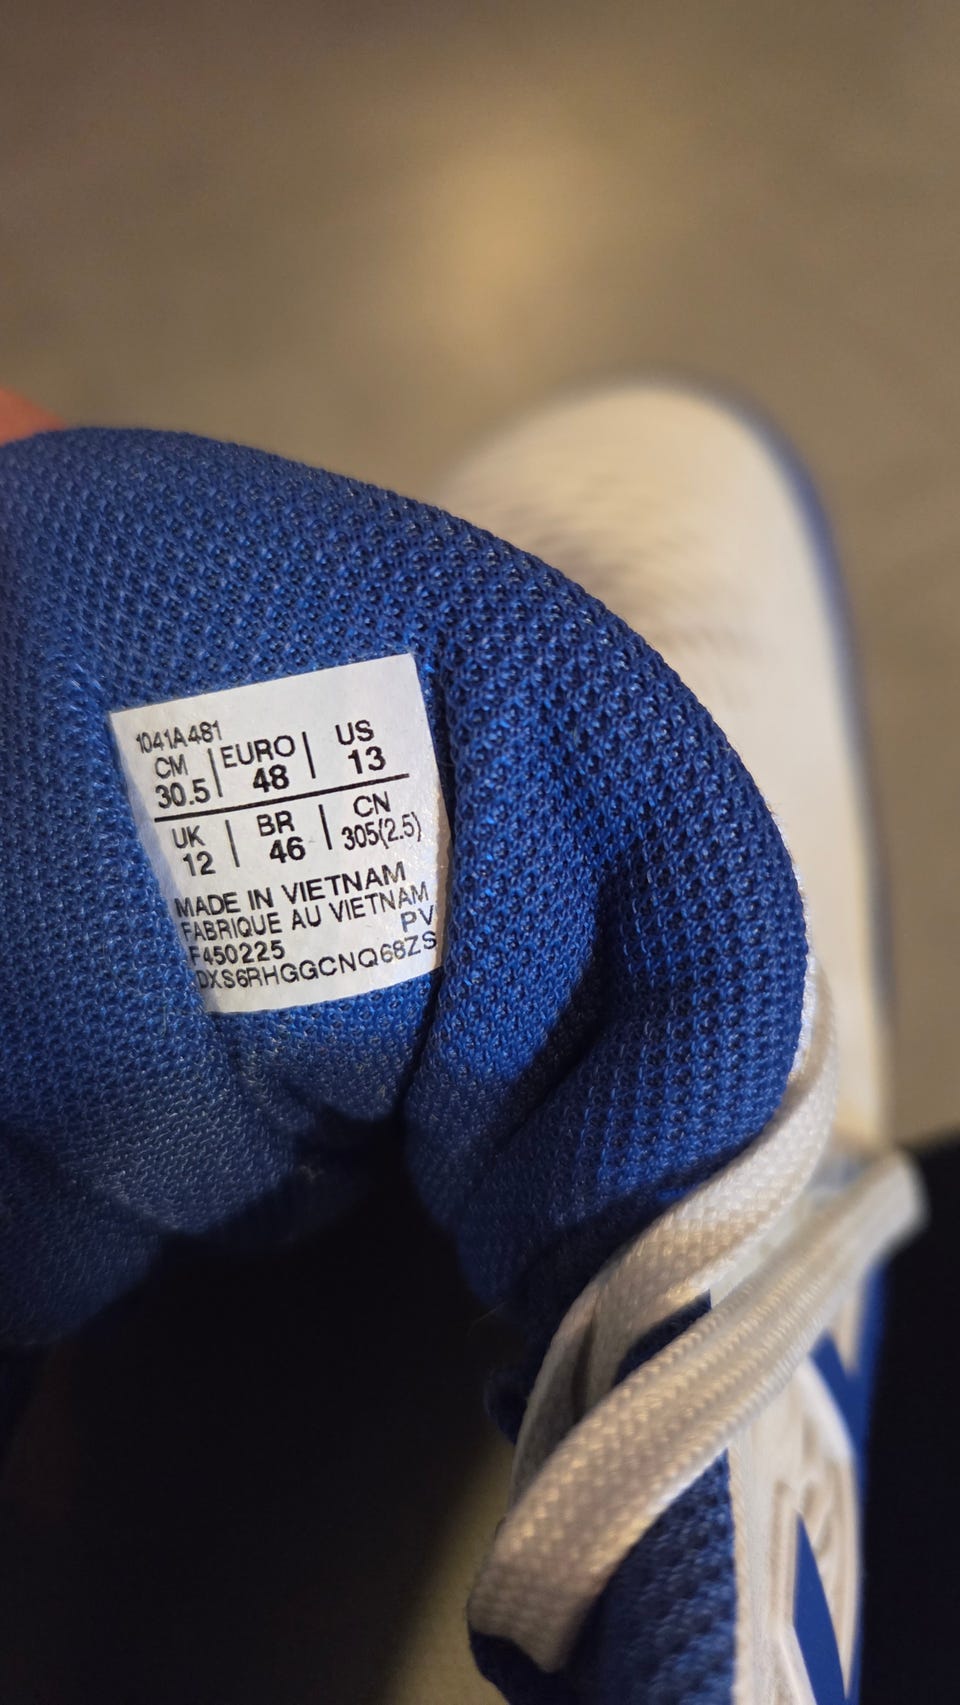 1041A481
CM | EURO | US
30.5 | 48 | 13
UK | BR | CN
12 | 46 | 305(2.5)
MADE IN VIETNAM
FABRIQUE AU VIETNAM
PV
F450225
DXS6RHGGCNQ68ZS